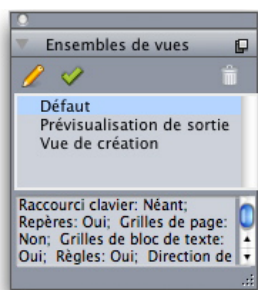 Ensembles de vues
Défaut
Prévisualisation de sortie
Vue de création
Raccourci clavier: Néant;
Repères: Oui; Grilles de page:
Non; Grilles de bloc de texte:
Oui; Règles: Oui; Direction de